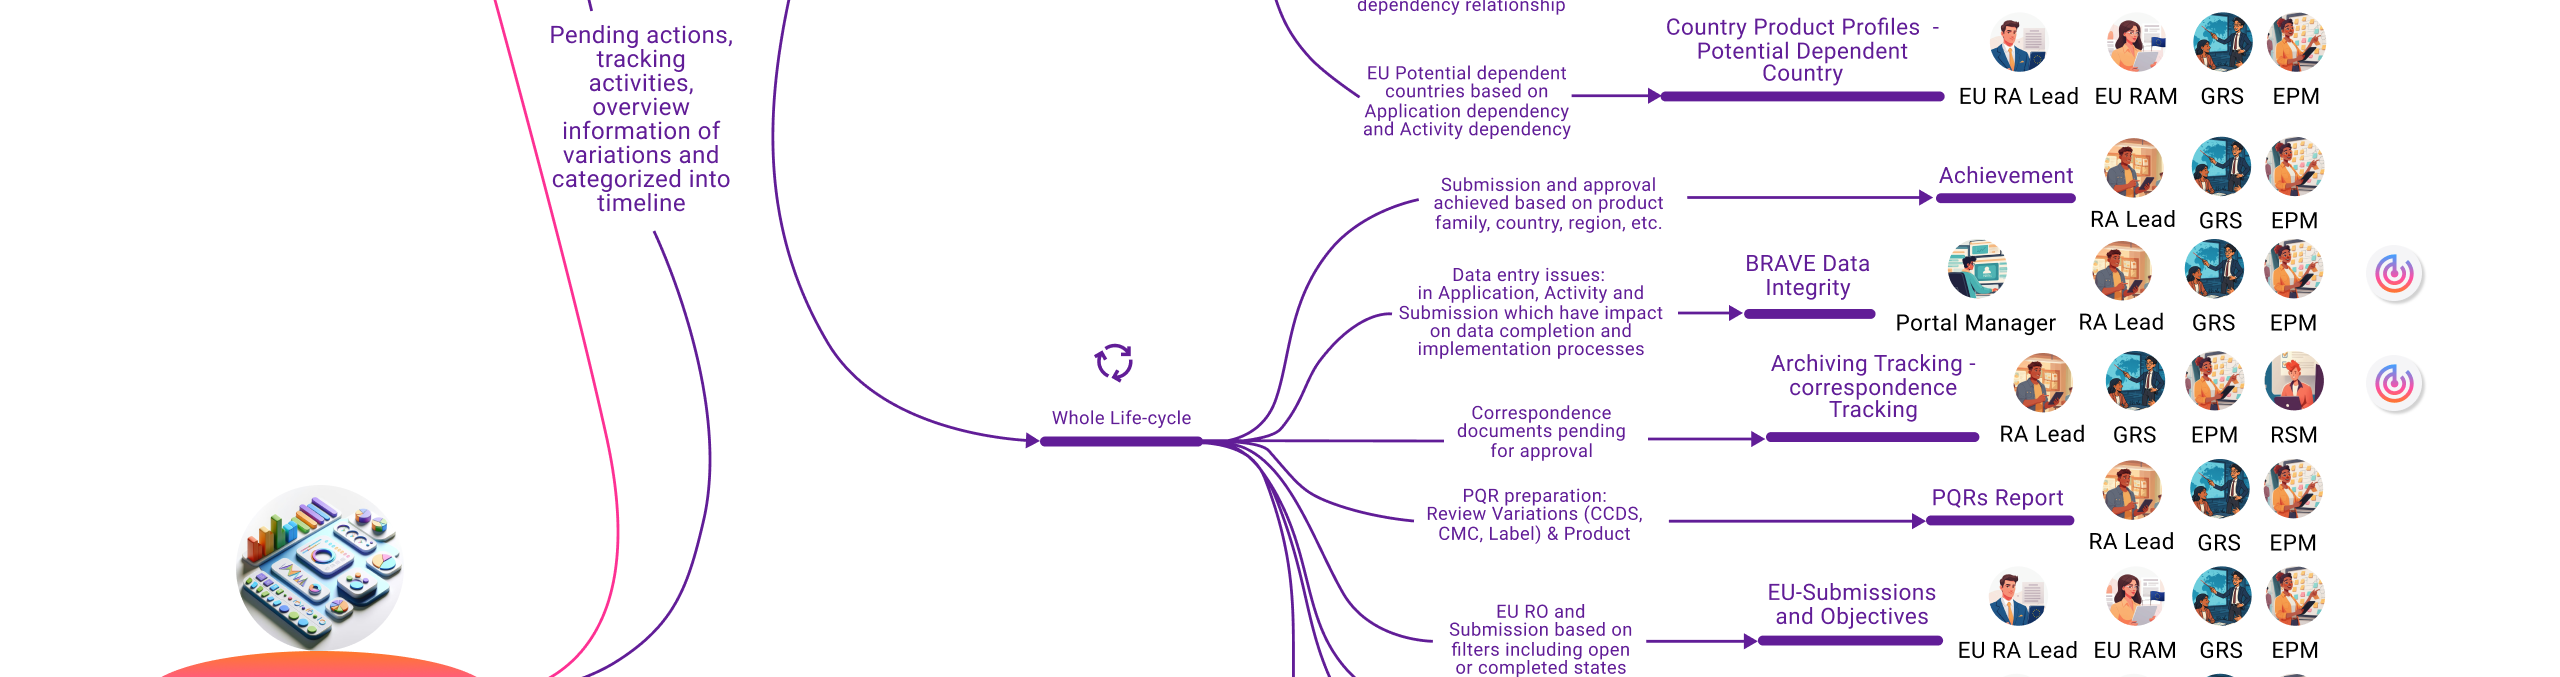 Pending actions,
tracking
activities,
overview
information of
variations and
categorized into
timeline
Whole Life-cycle
dependency relationship
EU Potential dependent
countries based on
Application dependency
and Activity dependency
Country Product Profiles -
Potential Dependent
Country
EU RA Lead EU RAM GRS EPM
Submission and approval
achieved based on product
family, country, region, etc.
Achievement
RA Lead GRS EPM
Data entry issues:
in Application, Activity and
Submission which have impact
on data completion and
implementation processes
BRAVE Data
Integrity
Portal Manager RA Lead GRS EPM
Correspondence
documents pending
for approval
Archiving Tracking -
correspondence
Tracking
RA Lead GRS EPM RSM
PQR preparation:
Review Variations (CCDS,
CMC, Label) & Product
PQRs Report
RA Lead GRS EPM
EU RO and
Submission based on
filters including open
or completed states
EU-Submissions
and Objectives
EU RA Lead EU RAM GRS EPM